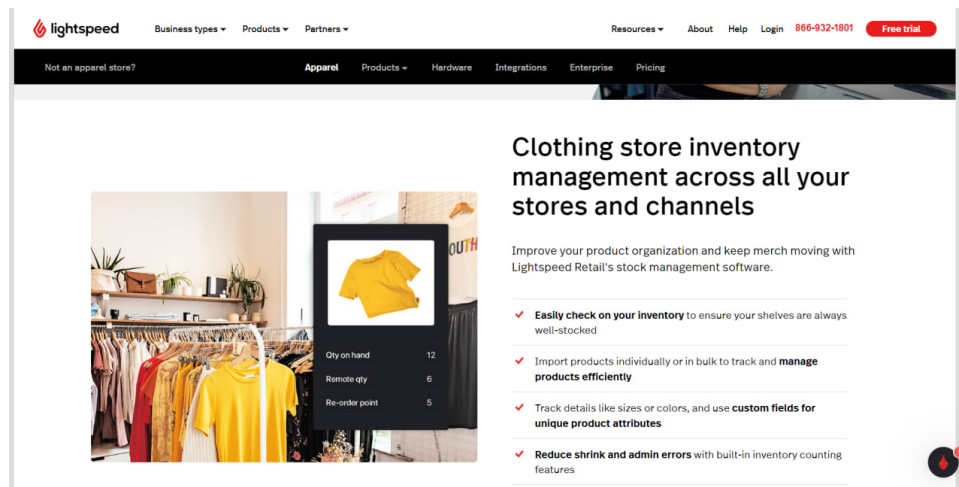 lightspeed
Business types Products Partners Resources About Help Login 866-932-1801 Free trial
Not an apparel store? Apparel Products Hardware Integrations Enterprise Pricing
Clothing store inventory
management across all your
stores and channels
Improve your product organization and keep merch moving with
Lightspeed Retail's stock management software.
OUTH
Qty on hand 12
Remote qty 6
Re-order point 5
Easily check on your inventory to ensure your shelves are always
well-stocked
Import products individually or in bulk to track and manage
products efficiently
Track details like sizes or colors, and use custom fields for
unique product attributes
Reduce shrink and admin errors with built-in inventory counting
features